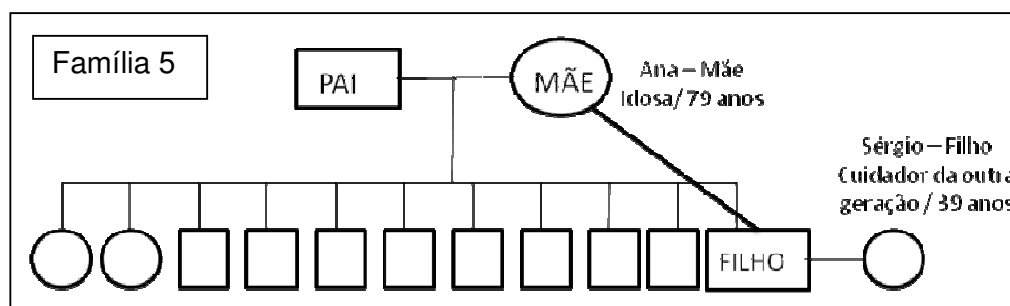 Família 5
PAI
MÃE
Ana – Mãe
Idosa/ 79 anos
Sérgio – Filho
Cuidador da outra
geração / 39 anos
FILHO